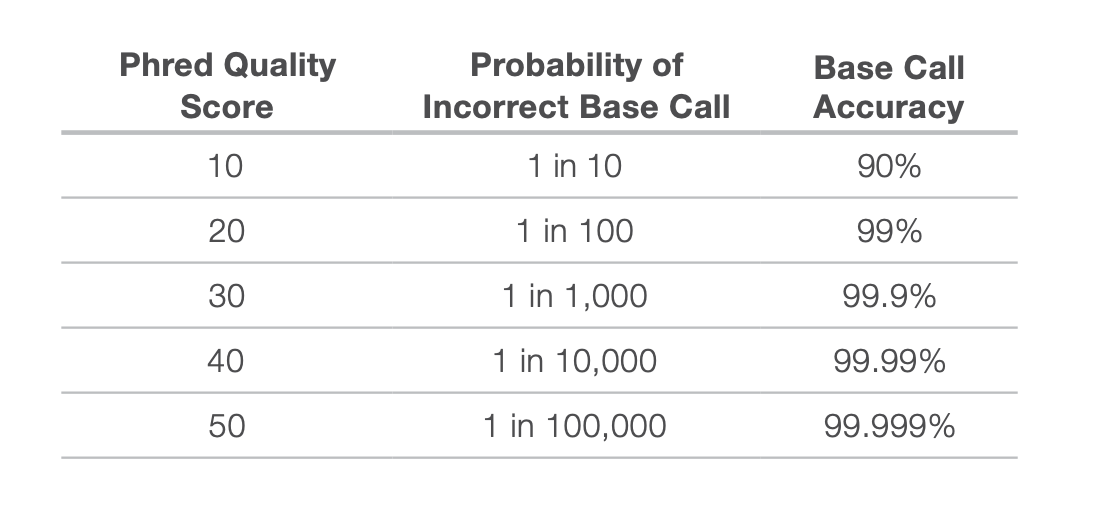 Phred Quality Score
Probability of Incorrect Base Call
Base Call Accuracy
10 1 in 10 90%
20 1 in 100 99%
30 1 in 1,000 99.9%
40 1 in 10,000 99.99%
50 1 in 100,000 99.999%